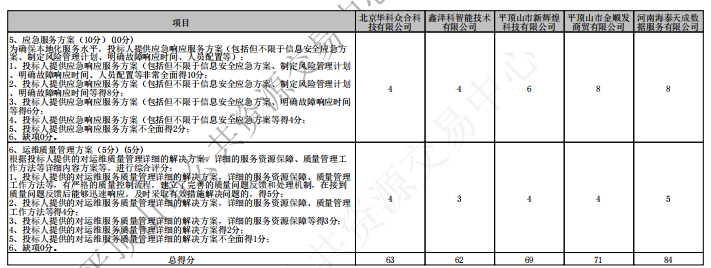 项目 北京华科众合科技有限公司 鑫泽科智能技术有限公司 平顶山市新辉煌科技有限公司 平顶山市金顺发商贸有限公司 河南海泰天成数据服务有限公司
5、应急服务方案（10分）(10分)
为确保本地化服务水平，投标人提供应急响应服务方案（包括但不限于信息安全应急方
案、制定风险管理计划、明确故障响应时间、人员配置等）；
1、投标人提供应急响应服务方案（包括但不限于信息安全应急方案、制定风险管理计划
、明确故障响应时间、人员配置等非常全面得10分；
2、投标人提供应急响应服务方案（包括但不限于信息安全应急方案、制定风险管理计划
、明确故障响应时间等得8分；
3、投标人提供应急响应服务方案（包括但不限于信息安全应急方案、明确故障响应时间
等得6分；
4、投标人提供应急响应服务方案（包括但不限于信息安全应急方案等得4分；
5、投标人提供应急响应服务方案不全面得2分；
6、缺项0分。
4 4 6 8 8
6、运维质量管理方案（5分）(5分)
根据投标人提供的对运维质量管理详细的解决方案，详细的服务资源保障、质量管理工
作方法等详细内容方案等，进行综合评分：
1、投标人提供的对运维服务质量管理详细的解决方案，详细的服务资源保障、质量管理
工作方法等，有严格的质量控制流程，建立了完善的质量问题反馈和处理机制，在接到
质量问题反馈后能够迅速响应，及时采取有效措施解决问题的，得5分；
2、投标人提供的对运维服务质量管理详细的解决方案，详细的服务资源保障、质量管理
工作方法等得4分；
3、投标人提供的对运维服务质量管理详细的解决方案，详细的服务资源保障等得3分；
4、投标人提供的对运维服务质量管理详细的解决方案得2分；
5、投标人提供的对运维服务质量管理详细的解决方案不全面得1分；
6、缺项0分。
4 3 4 4 5
总得分 63 62 69 71 84